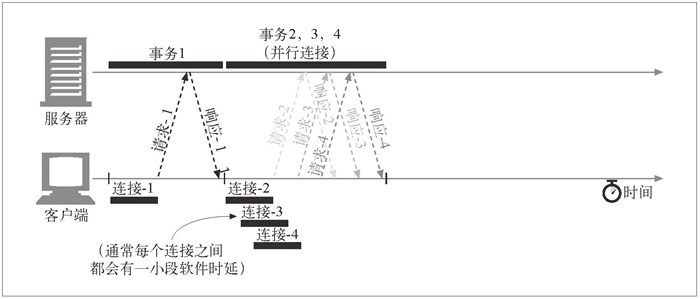 事务1
事务2，3，4
（并行连接）
服务器
请求-1
响应-1
请求-2
请求-3
请求-4
响应-2
响应-3
响应-4
客户端
连接-1
连接-2
连接-3
连接-4
时间
（通常每个连接之间
都会有一小段软件时延）